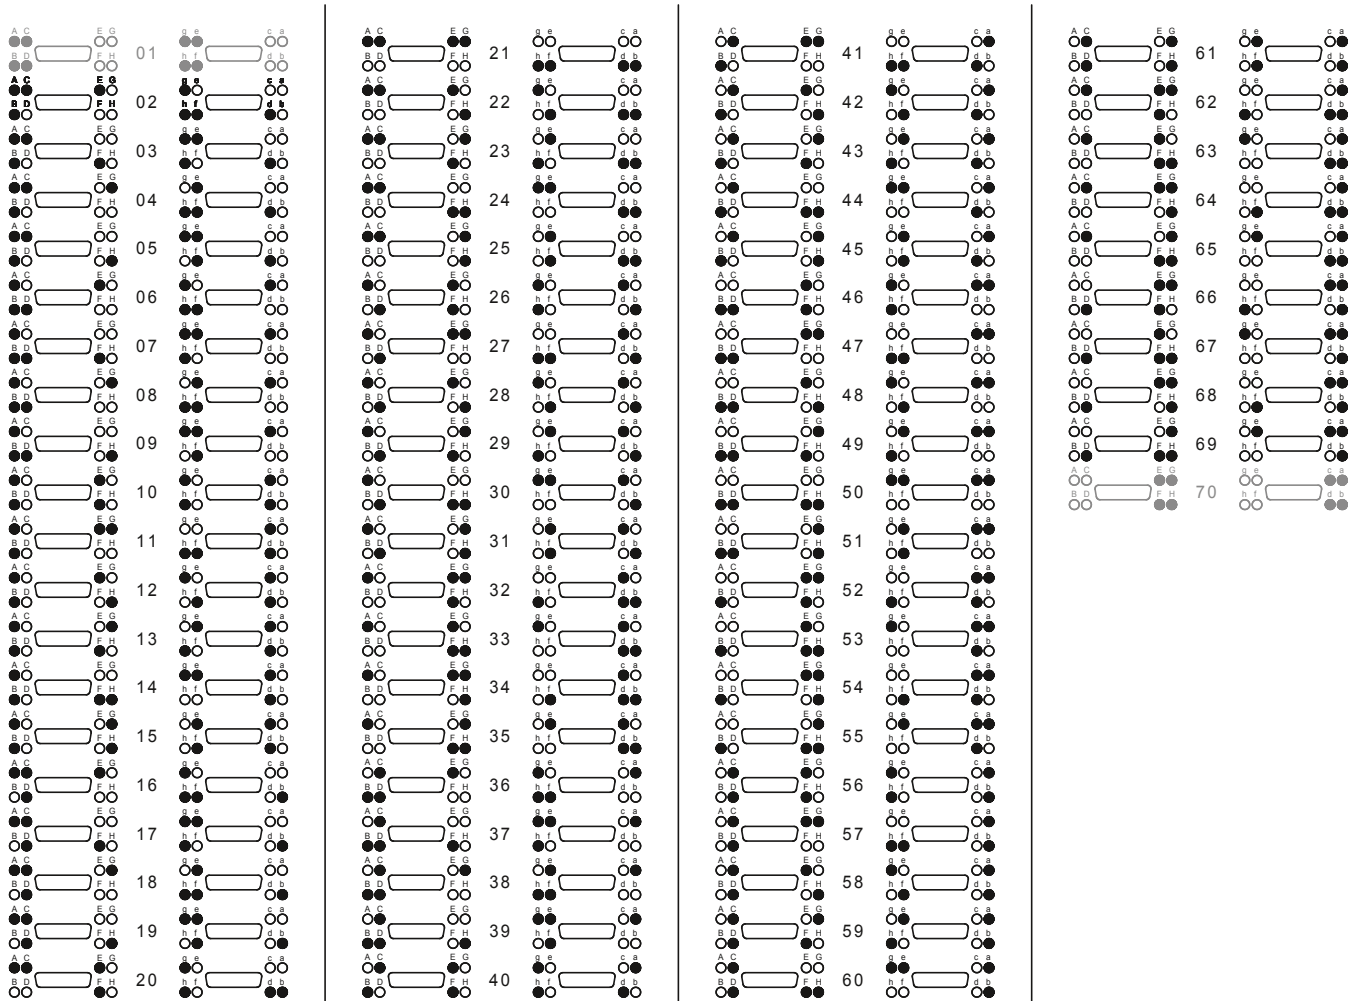 A C E G g e c a
B D F H 01 h f d b
A C E G g e c a
B D F H 02 h f d b
A C E G g e c a
B D F H 03 h f d b
A C E G g e c a
B D F H 04 h f d b
A C E G g e c a
B D F H 05 h f d b
A C E G g e c a
B D F H 06 h f d b
A C E G g e c a
B D F H 07 h f d b
A C E G g e c a
B D F H 08 h f d b
A C E G g e c a
B D F H 09 h f d b
A C E G g e c a
B D F H 10 h f d b
A C E G g e c a
B D F H 11 h f d b
A C E G g e c a
B D F H 12 h f d b
A C E G g e c a
B D F H 13 h f d b
A C E G g e c a
B D F H 14 h f d b
A C E G g e c a
B D F H 15 h f d b
A C E G g e c a
B D F H 16 h f d b
A C E G g e c a
B D F H 17 h f d b
A C E G g e c a
B D F H 18 h f d b
A C E G g e c a
B D F H 19 h f d b
A C E G g e c a
B D F H 20 h f d b
A C E G g e c a
B D F H 21 h f d b
A C E G g e c a
B D F H 22 h f d b
A C E G g e c a
B D F H 23 h f d b
A C E G g e c a
B D F H 24 h f d b
A C E G g e c a
B D F H 25 h f d b
A C E G g e c a
B D F H 26 h f d b
A C E G g e c a
B D F H 27 h f d b
A C E G g e c a
B D F H 28 h f d b
A C E G g e c a
B D F H 29 h f d b
A C E G g e c a
B D F H 30 h f d b
A C E G g e c a
B D F H 31 h f d b
A C E G g e c a
B D F H 32 h f d b
A C E G g e c a
B D F H 33 h f d b
A C E G g e c a
B D F H 34 h f d b
A C E G g e c a
B D F H 35 h f d b
A C E G g e c a
B D F H 36 h f d b
A C E G g e c a
B D F H 37 h f d b
A C E G g e c a
B D F H 38 h f d b
A C E G g e c a
B D F H 39 h f d b
A C E G g e c a
B D F H 40 h f d b
A C E G g e c a
B D F H 41 h f d b
A C E G g e c a
B D F H 42 h f d b
A C E G g e c a
B D F H 43 h f d b
A C E G g e c a
B D F H 44 h f d b
A C E G g e c a
B D F H 45 h f d b
A C E G g e c a
B D F H 46 h f d b
A C E G g e c a
B D F H 47 h f d b
A C E G g e c a
B D F H 48 h f d b
A C E G g e c a
B D F H 49 h f d b
A C E G g e c a
B D F H 50 h f d b
A C E G g e c a
B D F H 51 h f d b
A C E G g e c a
B D F H 52 h f d b
A C E G g e c a
B D F H 53 h f d b
A C E G g e c a
B D F H 54 h f d b
A C E G g e c a
B D F H 55 h f d b
A C E G g e c a
B D F H 56 h f d b
A C E G g e c a
B D F H 57 h f d b
A C E G g e c a
B D F H 58 h f d b
A C E G g e c a
B D F H 59 h f d b
A C E G g e c a
B D F H 60 h f d b
A C E G g e c a
B D F H 61 h f d b
A C E G g e c a
B D F H 62 h f d b
A C E G g e c a
B D F H 63 h f d b
A C E G g e c a
B D F H 64 h f d b
A C E G g e c a
B D F H 65 h f d b
A C E G g e c a
B D F H 66 h f d b
A C E G g e c a
B D F H 67 h f d b
A C E G g e c a
B D F H 68 h f d b
A C E G g e c a
B D F H 69 h f d b
A C E G g e c a
B D F H 70 h f d b